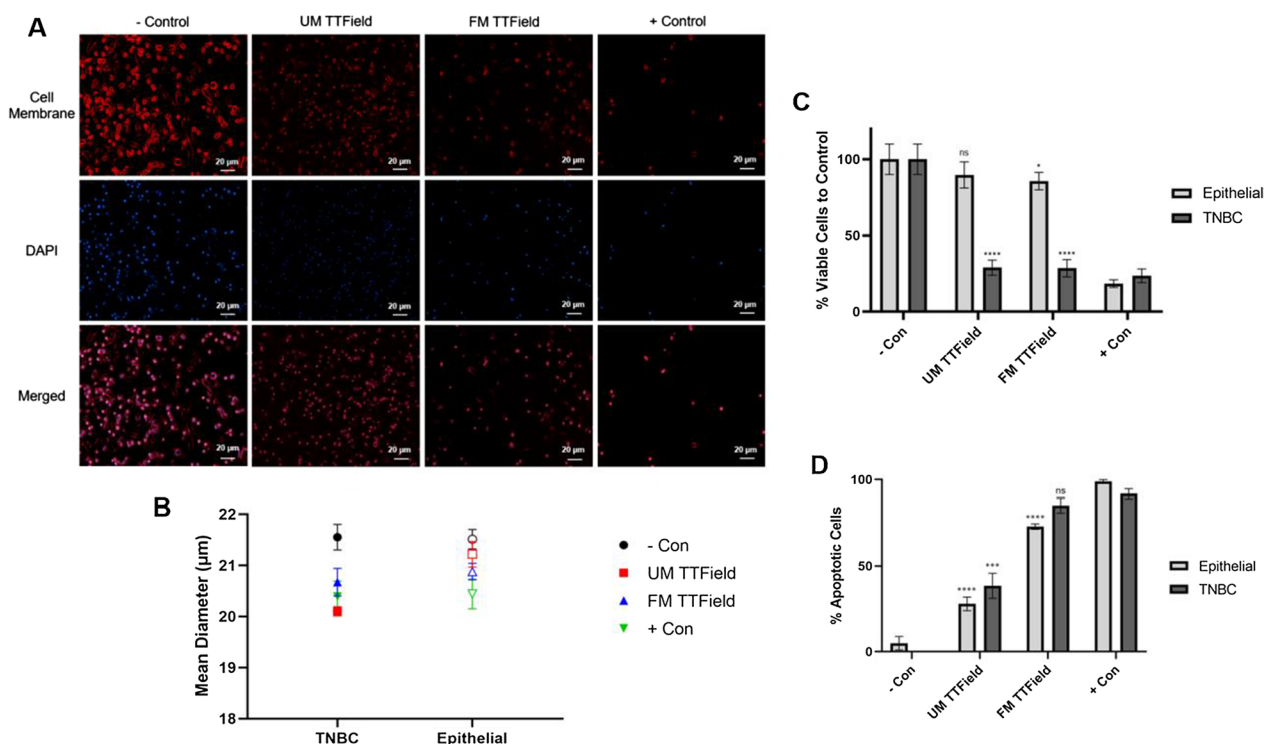 A
- Control
UM TTField
FM TTField
+ Control
Cell
Membrane
20 µm
20 µm
20 µm
20 µm
DAPI
20 µm
20 µm
20 µm
20 µm
Merged
20 µm
20 µm
20 µm
20 µm
B
Mean Diameter (µm)
22
21
20
19
18
TNBC
Epithelial
- Con
UM TTField
FM TTField
+ Con
C
% Viable Cells to Control
100
50
0
ns
****
*
****
- Con
UM TTField
FM TTField
+ Con
Epithelial
TNBC
D
% Apoptotic Cells
100
50
0
****
***
****
ns
- Con
UM TTField
FM TTField
+ Con
Epithelial
TNBC